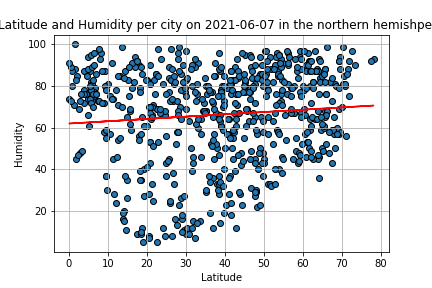 Latitude and Humidity per city on 2021-06-07 in the northern hemishpe
100
80
60
40
20
Humidity
0 10 20 30 40 50 60 70 80
Latitude